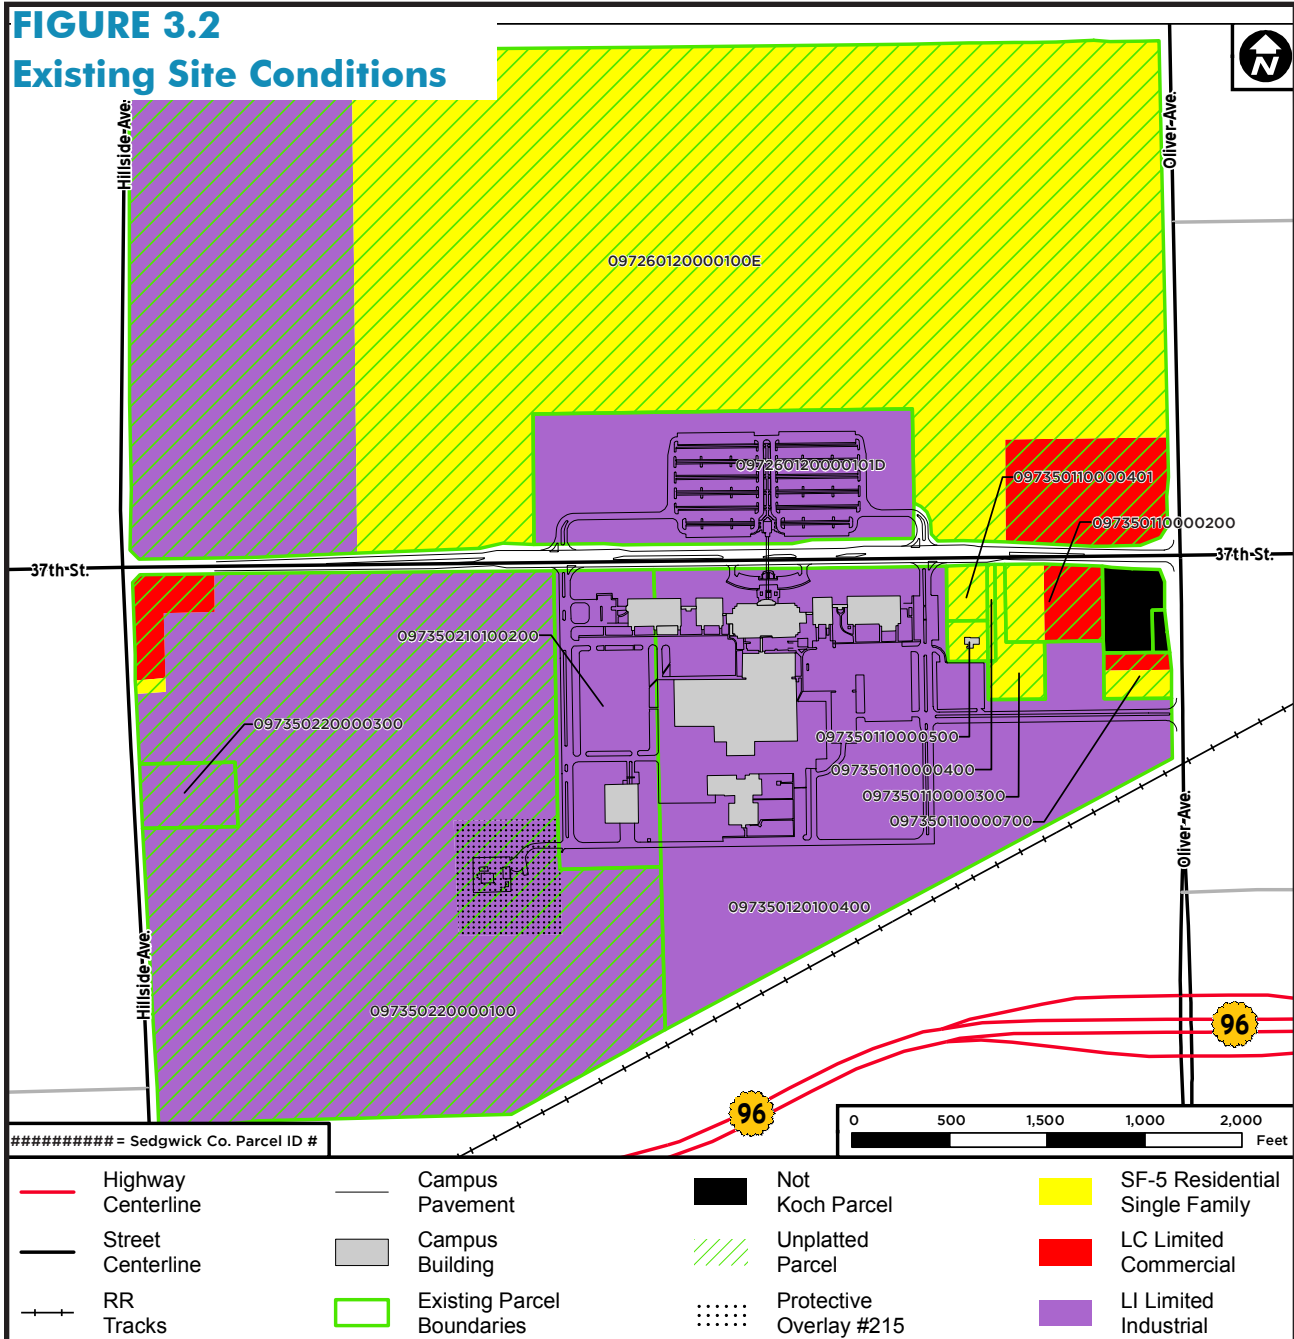 FIGURE 3.2
Existing Site Conditions
N
Hillside-Ave.
Oliver-Ave.
097260120000100E
097260120000101D
097350110000401
097350110000200
37th St.
37th St.
097350210100200
097350220000300
097350110000500
097350110000400
097350110000300
097350110000700
Oliver-Ave.
097350120100400
Hillside-Ave.
097350220000100
96
96
0 500 1,500 1,000 2,000
Feet
########## = Sedgwick Co. Parcel ID #
Highway
Centerline
Campus
Pavement
Not
Koch Parcel
SF-5 Residential
Single Family
Street
Centerline
Campus
Building
Unplatted
Parcel
LC Limited
Commercial
RR
Tracks
Existing Parcel
Boundaries
Protective
Overlay #215
LI Limited
Industrial